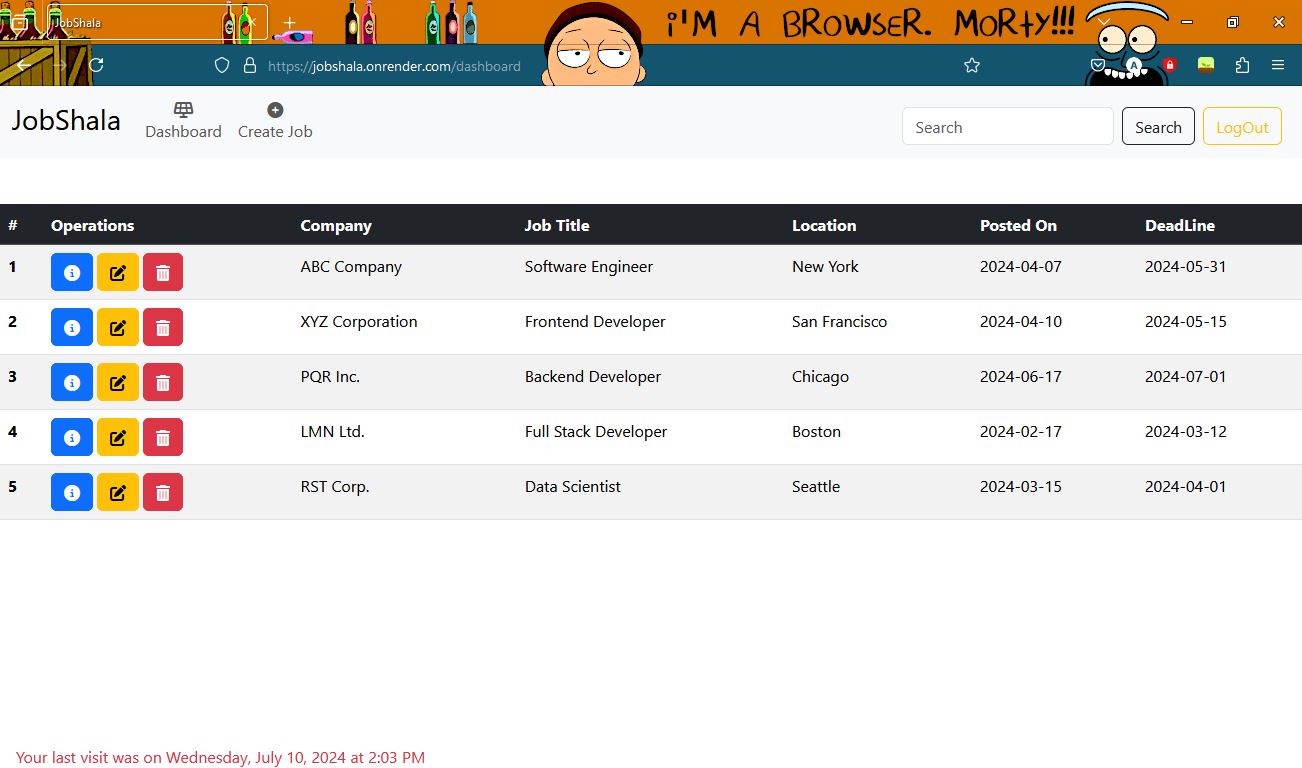 JobShala
i'M A BROWSER. MORTY!!!
https://jobshala.onrender.com/dashboard
JobShala Dashboard Create Job Search Search LogOut
# Operations Company Job Title Location Posted On DeadLine
1 ABC Company Software Engineer New York 2024-04-07 2024-05-31
2 XYZ Corporation Frontend Developer San Francisco 2024-04-10 2024-05-15
3 PQR Inc. Backend Developer Chicago 2024-06-17 2024-07-01
4 LMN Ltd. Full Stack Developer Boston 2024-02-17 2024-03-12
5 RST Corp. Data Scientist Seattle 2024-03-15 2024-04-01
Your last visit was on Wednesday, July 10, 2024 at 2:03 PM